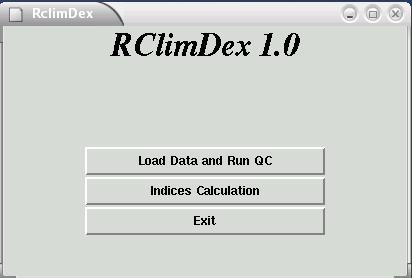 RclimDex
RClimDex 1.0
Load Data and Run QC
Indices Calculation
Exit